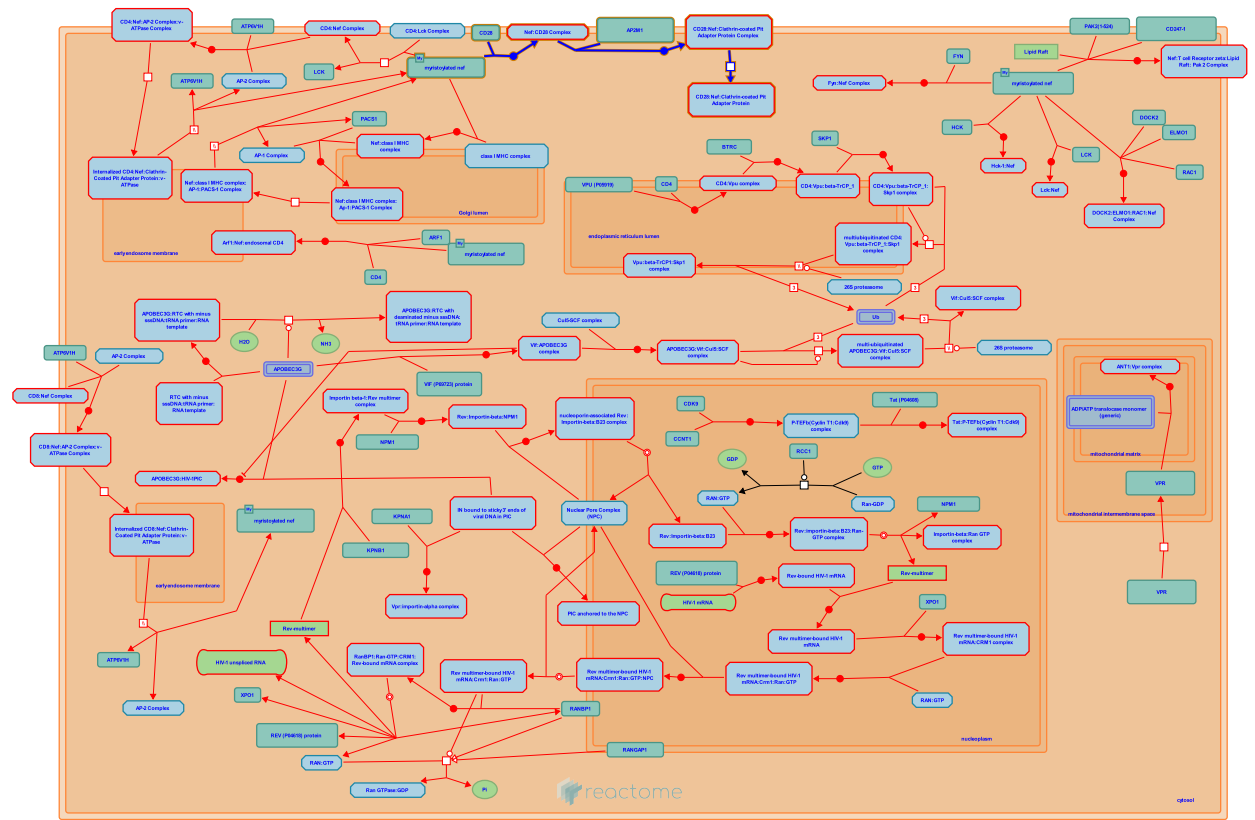 CD4:Nef:AP-2 Complex:v-
ATPase Complex
ATP6V1H
CD4:Nef Complex
CD4:Lck Complex
CD28
Nef:CD28 Complex
AP2M1
CD28:Nef:Clathrin-coated Pit
Adapter Protein Complex
PAK2(1-524)
CD247-1
LCK
myristoylated nef
ATP6V1H
AP-2 Complex
CD28:Nef:Clathrin-coated Pit
Adapter Protein
Lipid Raft
FYN
Fyn:Nef Complex
myristoylated nef
Nef:T cell Receptor zeta Lipid
Raft: Pak 2 Complex
PACS1
AP-1 Complex
Nef:class I MHC
complex
class I MHC complex
BTRC
SKP1
HCK
Hck-1:Nef
LCK
Lck:Nef
DOCK2
ELMO1
RAC1
DOCK2:ELMO1:RAC1:Nef
Complex
Internalized CD4:Nef:Clathrin-
Coated Pit Adapter Protein:v-
ATPase
Nef:class I MHC complex:
AP-1:PACS-1 Complex
Nef:class I MHC complex:
Ap-1:PACS-1 Complex
Golgi lumen
VPU (P05919)
CD4
CD4:Vpu complex
CD4:Vpu:beta-TrCP_1
CD4:Vpu:beta-TrCP_1:
Skp1 complex
early endosome membrane
Arf1:Nef:endosomal CD4
ARF1
myristoylated nef
CD4
endoplasmic reticulum lumen
multiubiquitinated CD4:
Vpu:beta-TrCP_1:Skp1
complex
Vpu:beta-TrCP1:Skp1
complex
26S proteasome
Ub
Vif:Cul5:SCF complex
APOBEC3G:RTC with minus
sssDNA:tRNA primer:RNA
template
H2O
NH3
APOBEC3G:RTC with
deaminated minus sssDNA:
tRNA primer:RNA template
Cul5-SCF complex
Vif:APOBEC3G
complex
APOBEC3G:Vif:Cul5:SCF
complex
multi-ubiquitinated
APOBEC3G:Vif:Cul5:SCF
complex
26S proteasome
ATP6V1H
AP-2 Complex
CD8:Nef Complex
APOBEC3G
RTC with minus
sssDNA:tRNA primer:
RNA template
VIF (P69723) protein
ANT1:Vpr complex
ADP/ATP translocase monomer
(generic)
mitochondrial matrix
CD8:Nef:AP-2 Complex:v-
ATPase Complex
Importin beta-1:Rev multimer
complex
NPM1
Rev:Importin-beta:NPM1
nucleoporin-associated Rev:
Importin-beta:B23 complex
CDK9
CCNT1
P-TEFb(Cyclin T1:Cdk9)
complex
Tat (P04608)
Tat:P-TEFb(Cyclin T1:Cdk9)
complex
APOBEC3G:HIV-1 PIC
GDP
RCC1
GTP
VPR
RAN:GTP
Ran-GDP
mitochondrial intermembrane space
Internalized CD8:Nef:Clathrin-
Coated Pit Adapter Protein:v-
ATPase
myristoylated nef
KPNA1
IN bound to sticky 3' ends of
viral DNA in PIC
Nuclear Pore Complex
(NPC)
Rev:Importin-beta:B23
Rev:importin-beta:B23:Ran-
GTP complex
NPM1
Importin-beta:Ran GTP
complex
early endosome membrane
KPNB1
REV (P04618) protein
Rev-bound HIV-1 mRNA
Rev-multimer
HIV-1 mRNA
VPR
Vpr:importin-alpha complex
PIC anchored to the NPC
XPO1
Rev-multimer
Rev multimer-bound HIV-1
mRNA
Rev multimer-bound HIV-1
mRNA:CRM1 complex
ATP6V1H
HIV-1 unspliced RNA
RanBP1:Ran-GTP-CRM1:
Rev-bound mRNA complex
Rev multimer-bound HIV-1
mRNA:Crm1:Ran:GTP
Rev multimer-bound HIV-1
mRNA:Crm1:Ran:GTP:NPC
Rev multimer-bound HIV-1
mRNA:Crm1:Ran:GTP
XPO1
AP-2 Complex
RAN:GTP
RANBP1
REV (P04618) protein
nucleoplasm
RANGAP1
RAN:GTP
Ran GTPase:GDP
Pi
reactome
cytosol